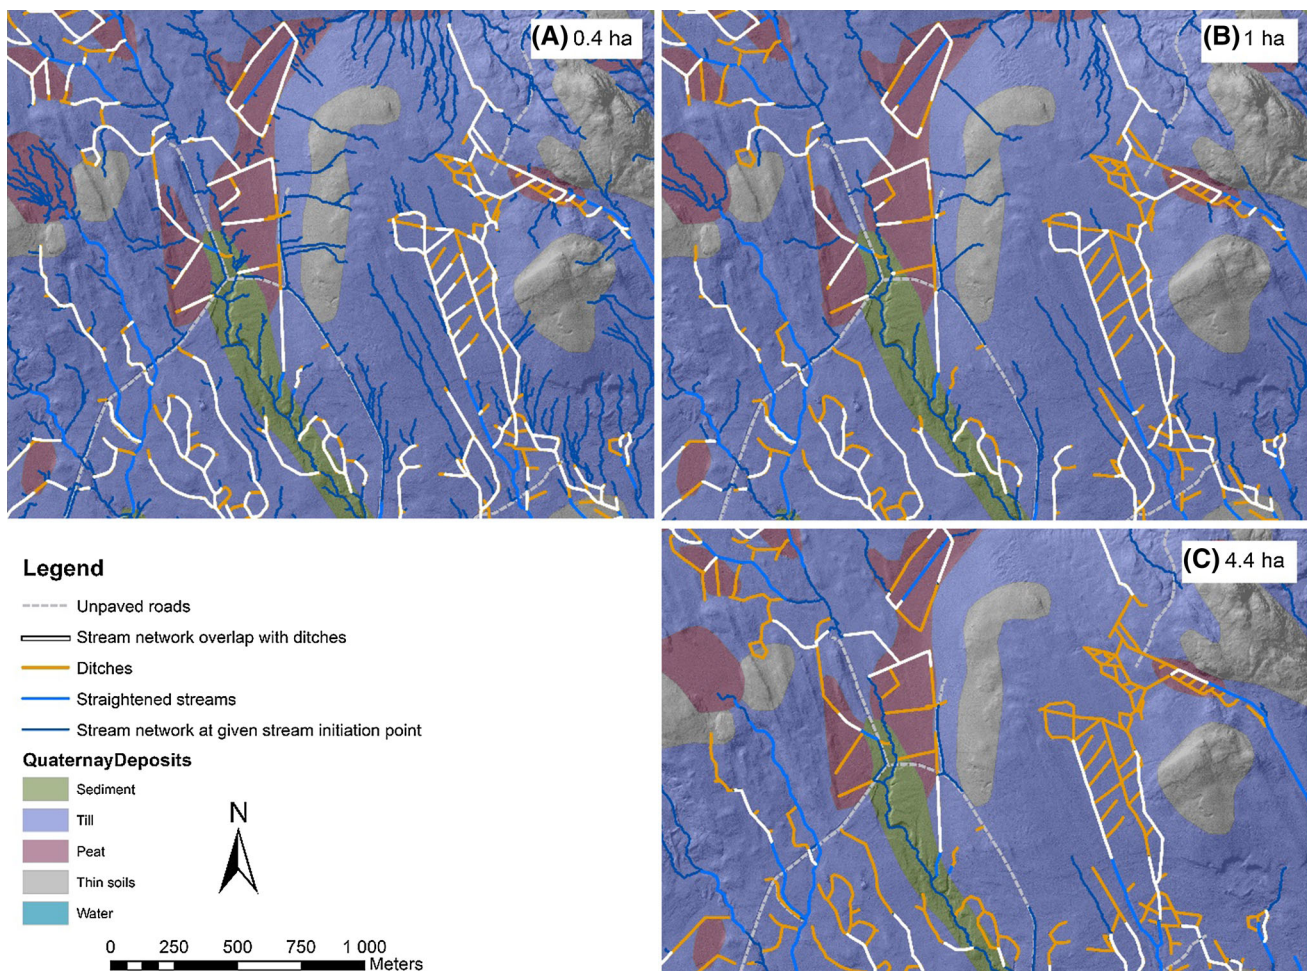 (A) 0.4 ha
(B) 1 ha
(C) 4.4 ha
Legend
Unpaved roads
Stream network overlap with ditches
Ditches
Straightened streams
Stream network at given stream initiation point
QuaternayDeposits
Sediment
Till
Peat
Thin soils
Water
N
0 250 500 750 1 000
Meters